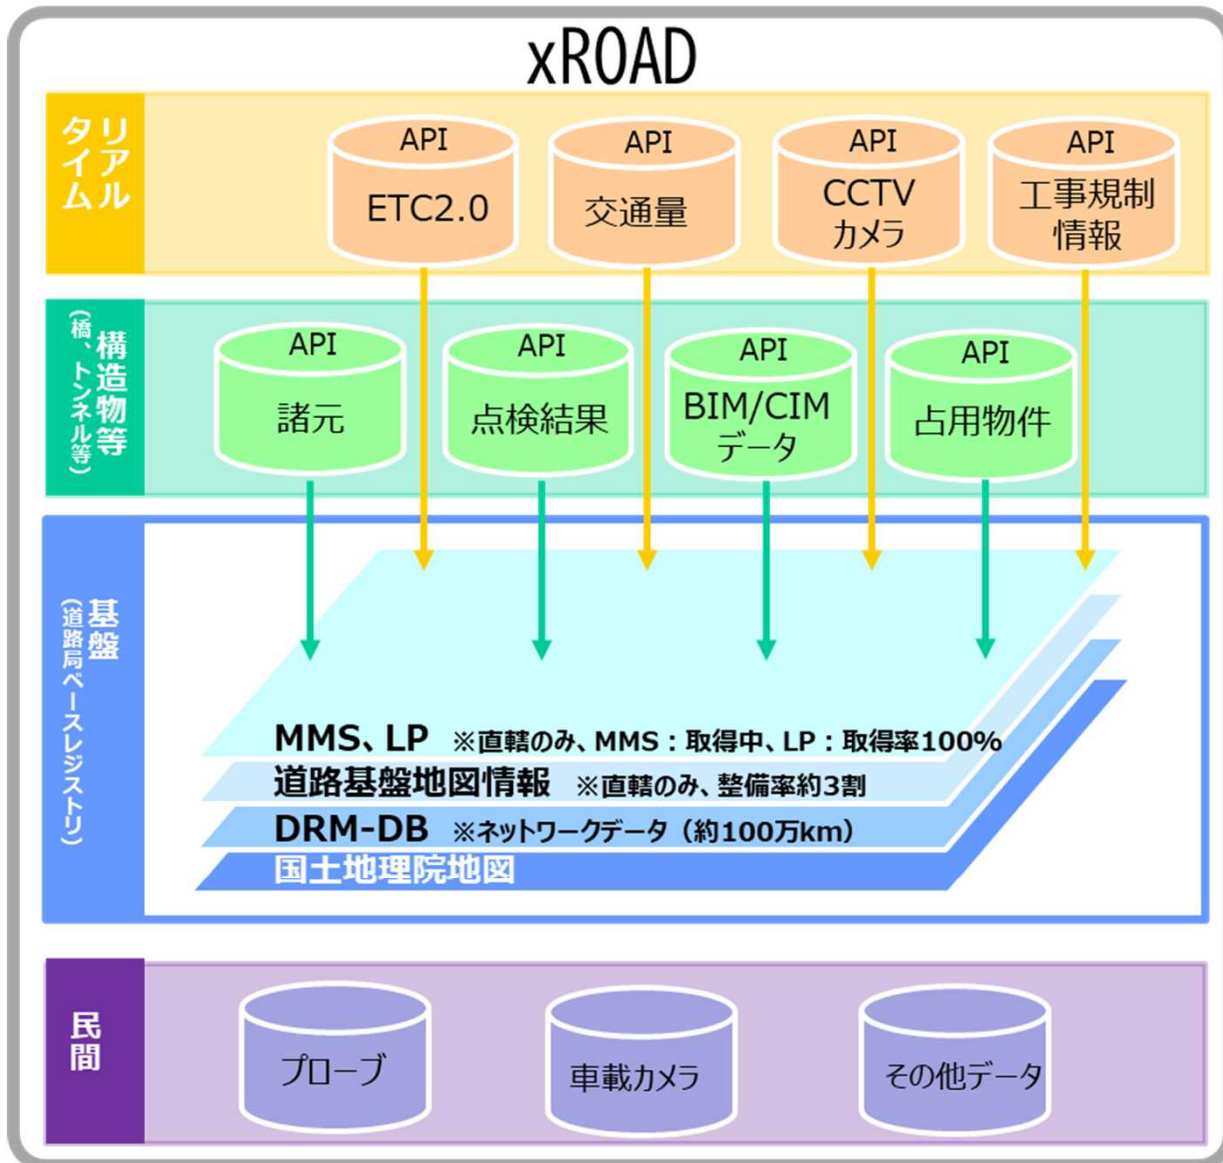 xROAD
リアル
タイム
API
ETC2.0
API
交通量
API
CCTV
カメラ
API
工事規制
情報
構造物等
(橋、トンネル等)
API
諸元
API
点検結果
API
BIM/CIM
データ
API
占用物件
基盤
(道路局ベースレジストリ)
MMS、LP ※直轄のみ、MMS：取得中、LP：取得率100%
道路基盤地図情報 ※直轄のみ、整備率約3割
DRM-DB ※ネットワークデータ（約100万km）
国土地理院地図
民間
プローブ
車載カメラ
その他データ